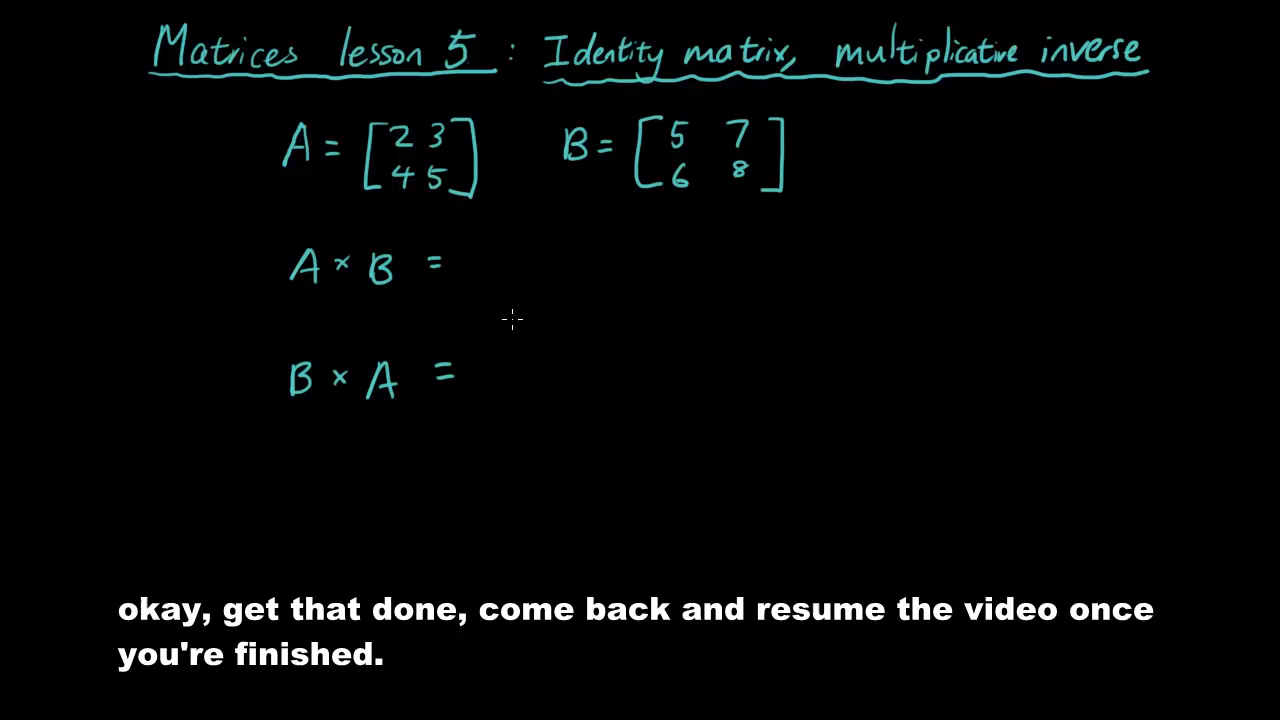 Matrices lesson 5 : Identity matrix, multiplicative inverse
A = [2 3 4 5] B = [5 7 6 8]
A × B =
B × A =
okay, get that done, come back and resume the video once
you're finished.